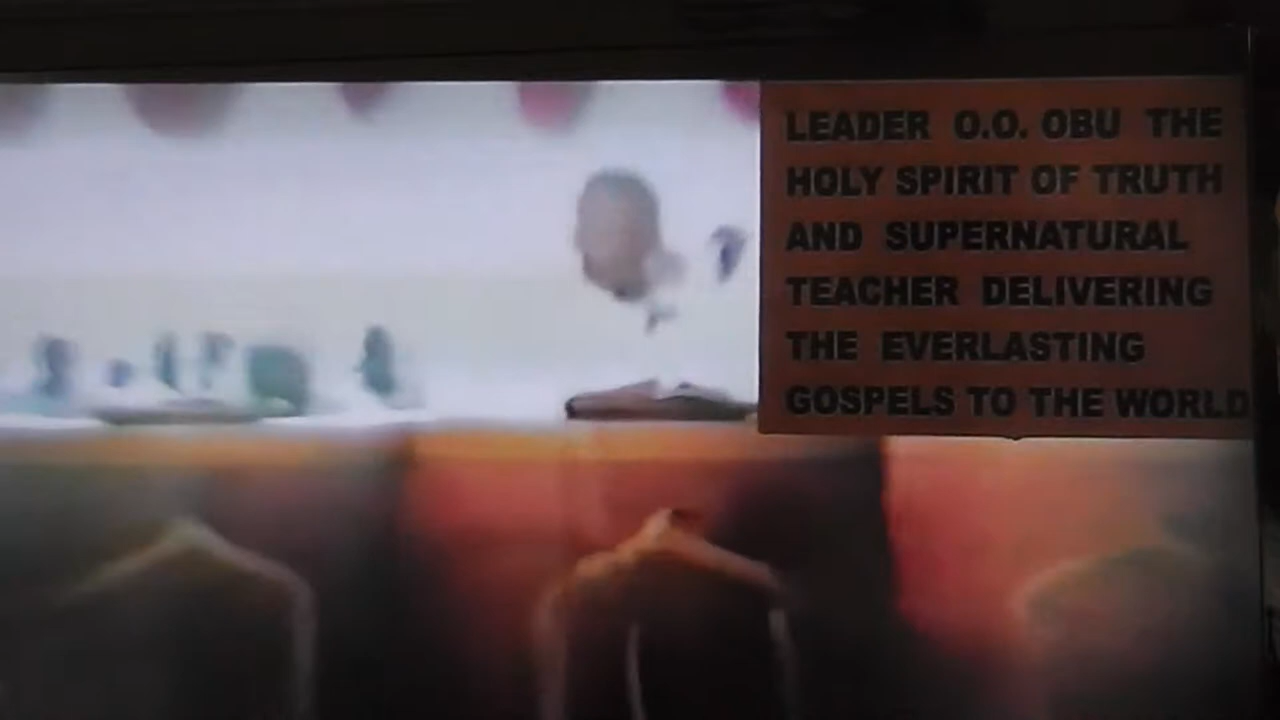 LEADER O.O. OBU THE
HOLY SPIRIT OF TRUTH
AND SUPERNATURAL
TEACHER DELIVERING
THE EVERLASTING
GOSPELS TO THE WORLD